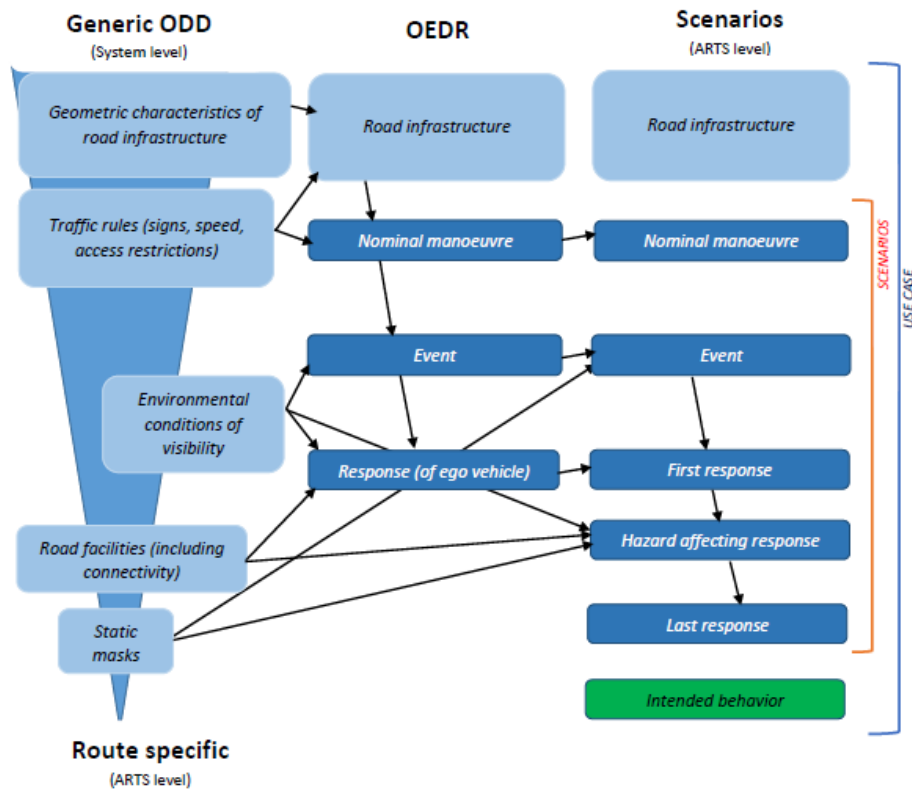 Generic ODD
(System level)
OEDR
Scenarios
(ARTS level)
Geometric characteristics of
road infrastructure
Road infrastructure
Road infrastructure
Traffic rules (signs, speed,
access restrictions)
Nominal manoeuvre
Nominal manoeuvre
SCENARIOS
USE CASE
Event
Event
Environmental
conditions of
visibility
Response (of ego vehicle)
First response
Road facilities (including
connectivity)
Hazard affecting response
Static
masks
Last response
Intended behavior
Route specific
(ARTS level)